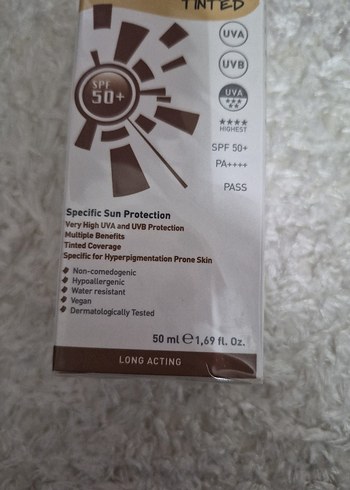 TINTED
UVA
UVB
SPF
50+
UVA
HIGHEST
SPF 50+
PA++++
PASS
Specific Sun Protection
Very High UVA and UVB Protection
Multiple Benefits
Tinted Coverage
Specific for Hyperpigmentation Prone Skin
Non-comedogenic
Hypoallergenic
Water resistant
Vegan
Dermatologically Tested
50 ml ℮ 1,69 fl. Oz.
LONG ACTING